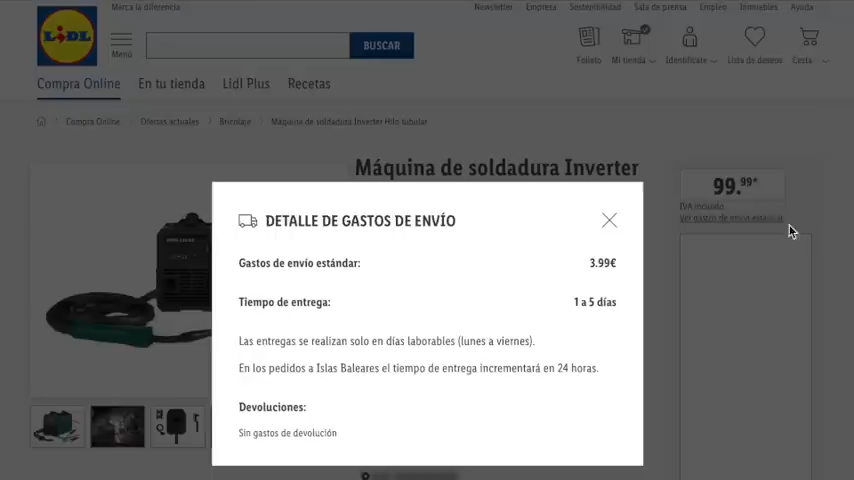 Marca la diferencia
Newsletter Empresa Sostenibilidad Sala de prensa Empleo Inmuebles Ayuda
LIDL
Menú
BUSCAR
Folleto Mi tienda Identifícate Lista de deseos Cesta
Compra Online En tu tienda Lidl Plus Recetas
Compra Online Ofertas actuales Bricolaje Máquina de soldadura Inverter Hilo tubular
Máquina de soldadura Inverter
99.99*
IVA incluido
Ver gastos de envío estándar
DETALLE DE GASTOS DE ENVÍO
Gastos de envío estándar: 3.99€
Tiempo de entrega: 1 a 5 días
Las entregas se realizan solo en días laborables (lunes a viernes).
En los pedidos a Islas Baleares el tiempo de entrega incrementará en 24 horas.
Devoluciones:
Sin gastos de devolución